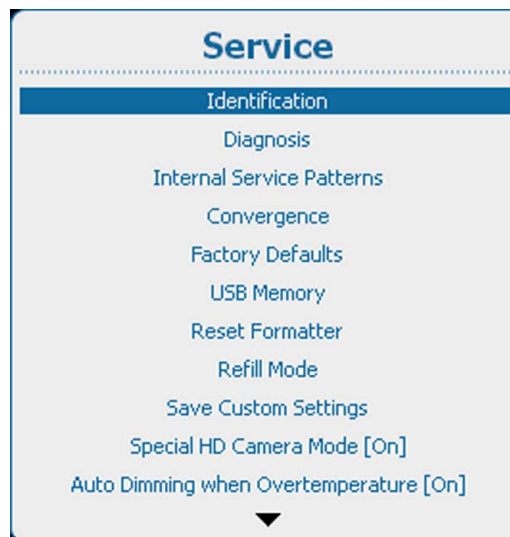 Service
Identification
Diagnosis
Internal Service Patterns
Convergence
Factory Defaults
USB Memory
Reset Formatter
Refill Mode
Save Custom Settings
Special HD Camera Mode [On]
Auto Dimming when Overtemperature [On]